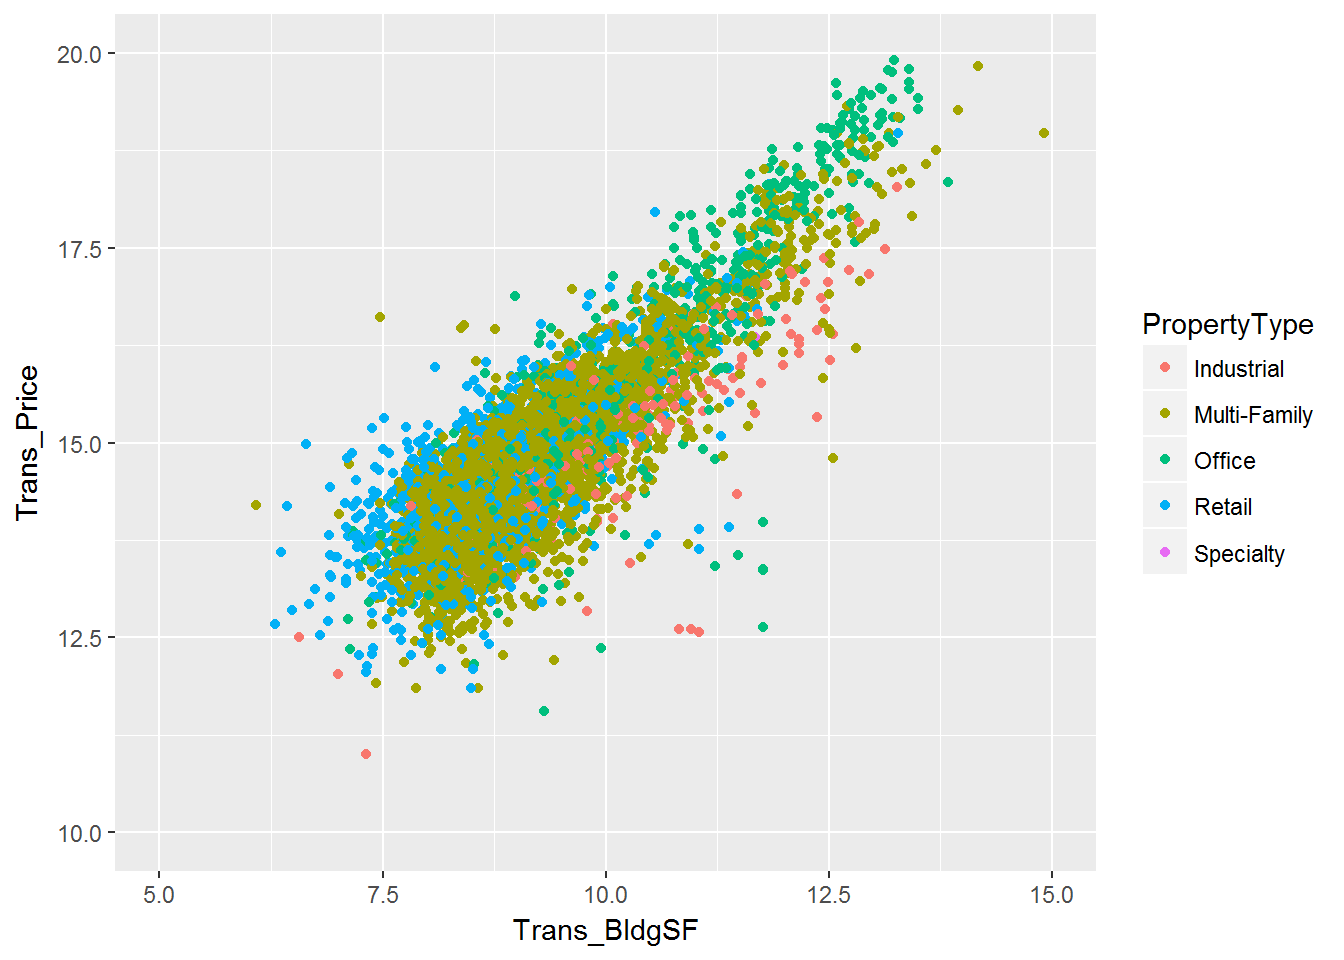 20.0
17.5
15.0
12.5
10.0
Trans_Price
5.0 7.5 10.0 12.5 15.0
Trans_BldgSF
PropertyType
Industrial
Multi-Family
Office
Retail
Specialty